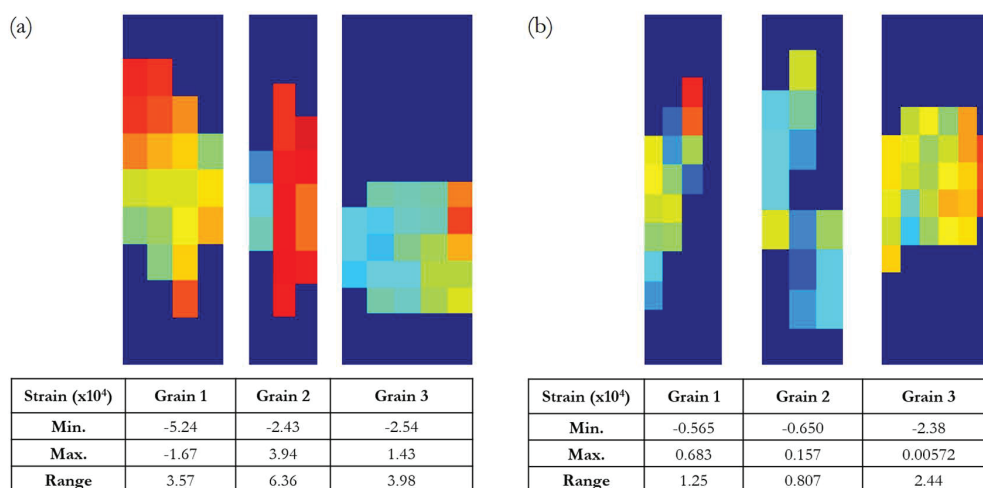 (a)
(b)
Strain (x10⁴) Grain 1 Grain 2 Grain 3
Min. -5.24 -2.43 -2.54
Max. -1.67 3.94 1.43
Range 3.57 6.36 3.98
Strain (x10⁴) Grain 1 Grain 2 Grain 3
Min. -0.565 -0.650 -2.38
Max. 0.683 0.157 0.00572
Range 1.25 0.807 2.44